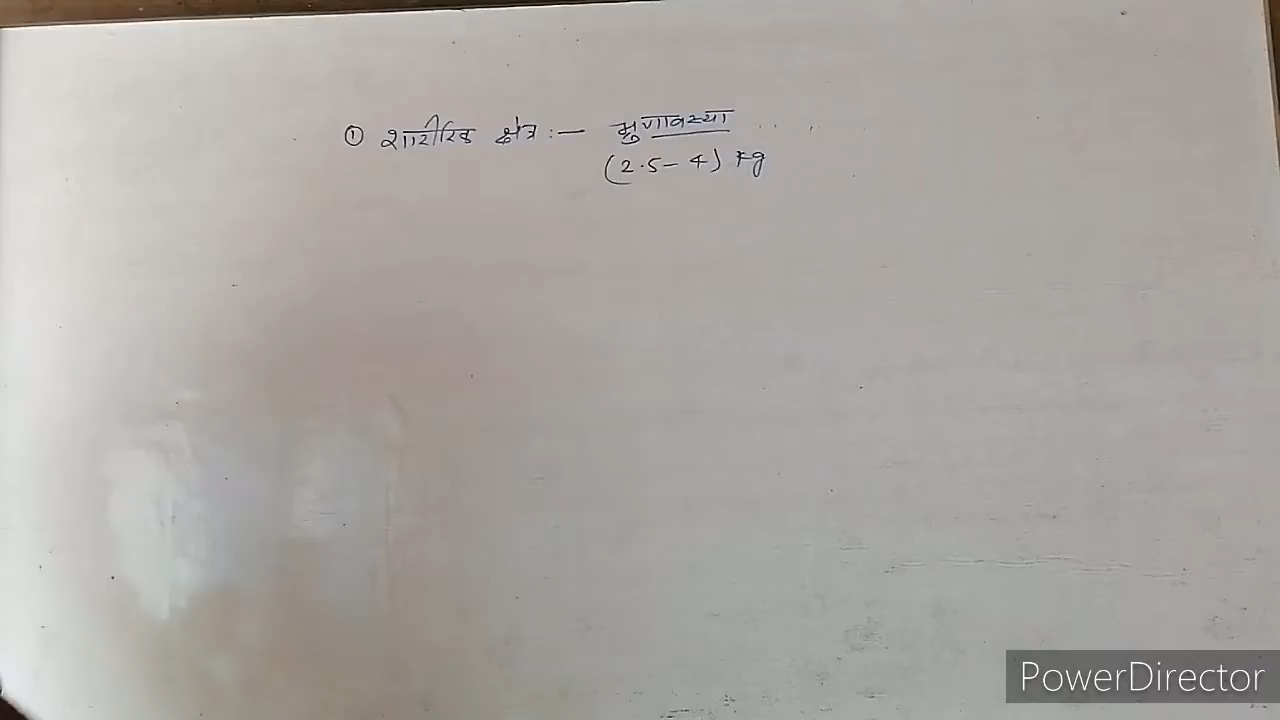 ① शारीरिक क्षेत्र :— भ्रुणावस्था
(2.5 – 4) kg
PowerDirector